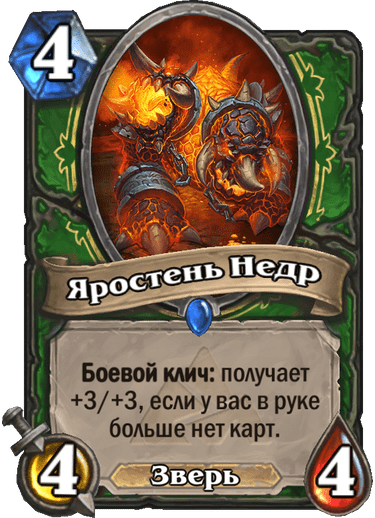 4
Яростень Недр
Боевой клич: получает
+3/+3, если у вас в руке
больше нет карт.
4
Зверь
4